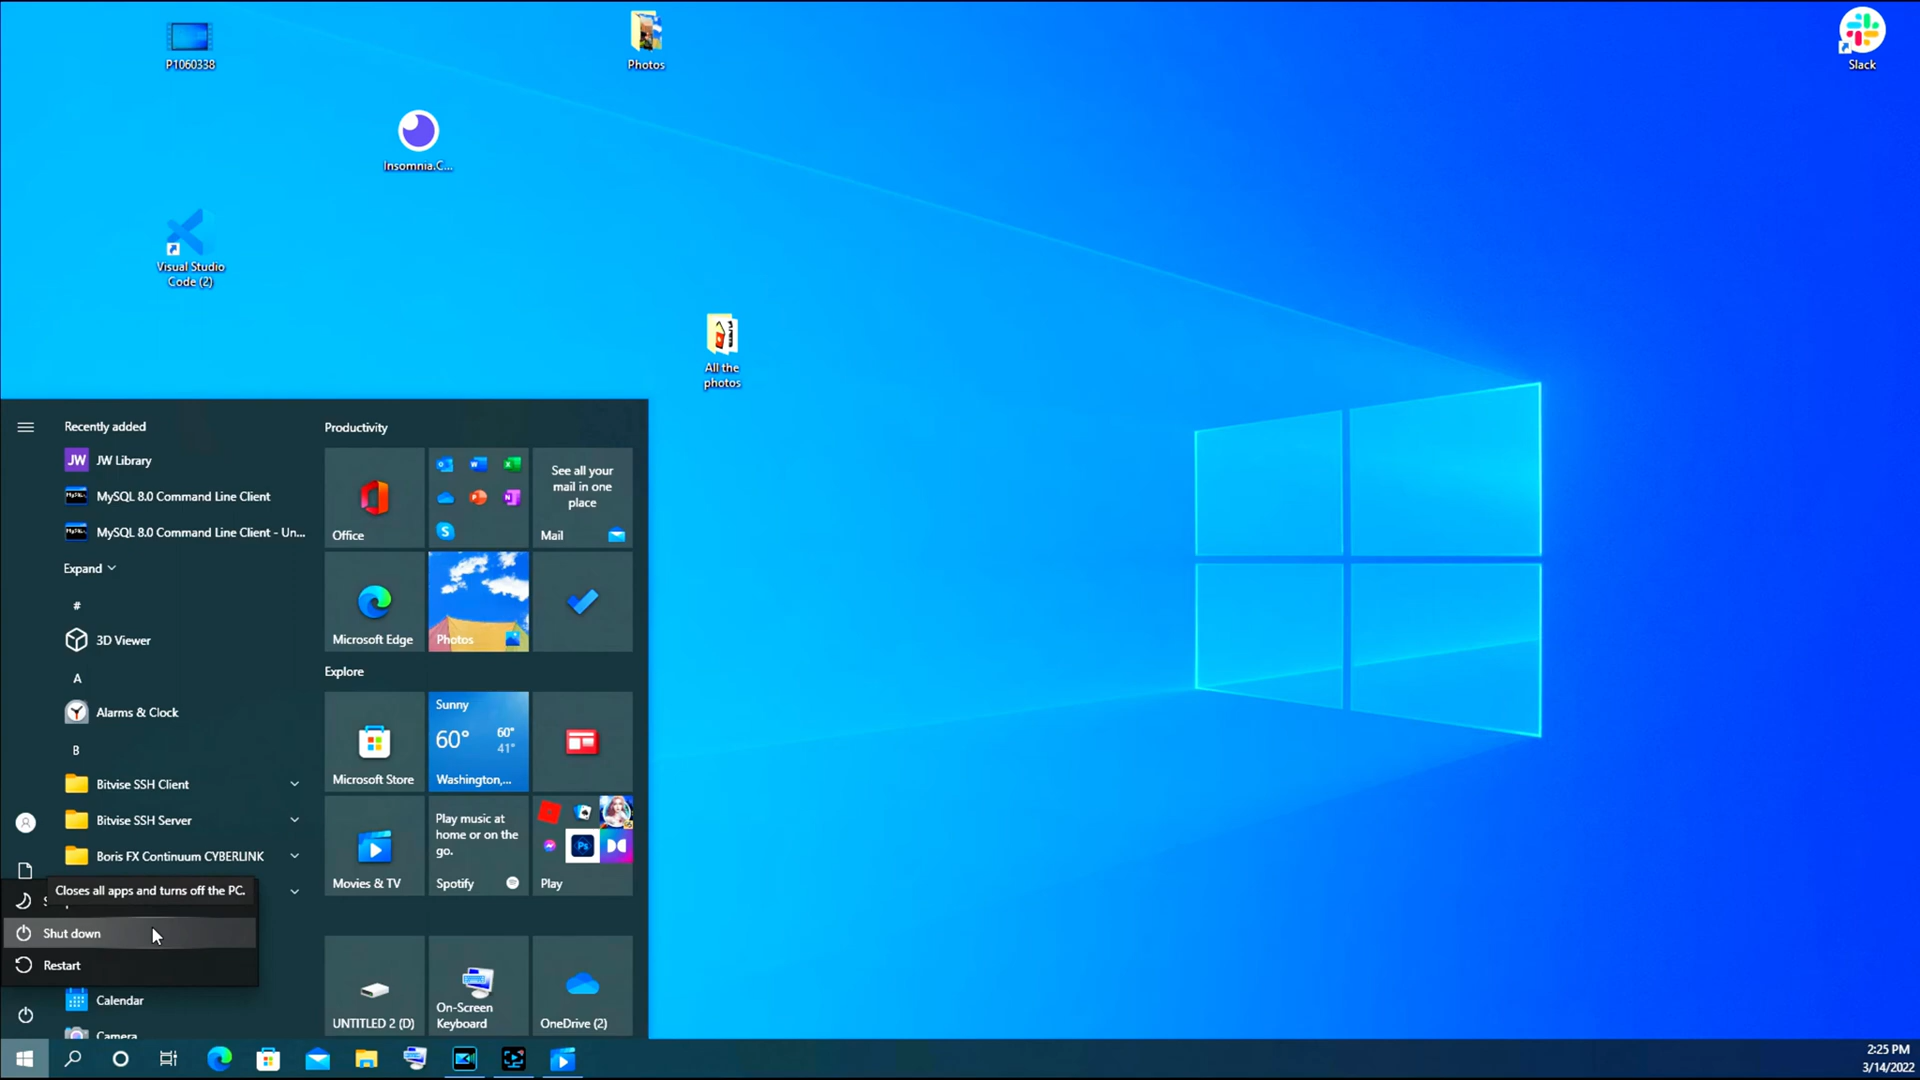 P1060338
Photos
Slack
Insomnia.C...
Visual Studio
Code (2)
All the
photos
Recently added
JW
JW Library
MySQL 8.0 Command Line Client
MySQL 8.0 Command Line Client - Un...
Expand
#
3D Viewer
A
Alarms & Clock
B
Bitvise SSH Client
Bitvise SSH Server
Boris FX Continuum CYBERLINK
Closes all apps and turns off the PC.
Shut down
Restart
Calendar
Camera
Productivity
Office
See all your
mail in one
place
Mail
Microsoft Edge
Photos
Explore
Microsoft Store
Sunny
60°
60°
41°
Washington,...
Movies & TV
Play music at
home or on the
go.
Spotify
Ps
Play
UNTITLED 2 (D)
On-Screen
Keyboard
OneDrive (2)
2:25 PM
3/14/2022